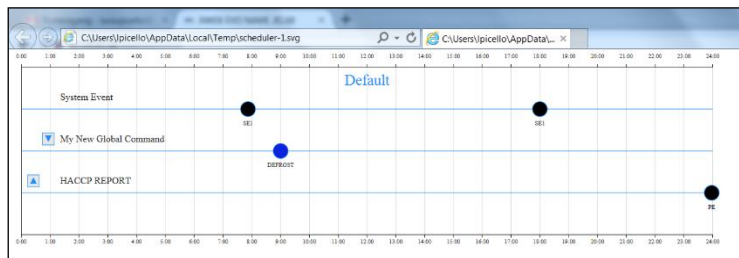 C:\Users\lpicello\AppData\Local\Temp\scheduler-1.svg
C:\Users\lpicello\AppData\...
0:00 1:00 2:00 3:00 4:00 5:00 6:00 7:00 8:00 9:00 10:00 11:00 12:00 13:00 14:00 15:00 16:00 17:00 18:00 19:00 20:00 21:00 22:00 23:00 24:00
Default
System Event
SE1 SE1
My New Global Command
DEFROST
HACCP REPORT
PE
0:00 1:00 2:00 3:00 4:00 5:00 6:00 7:00 8:00 9:00 10:00 11:00 12:00 13:00 14:00 15:00 16:00 17:00 18:00 19:00 20:00 21:00 22:00 23:00 24:00